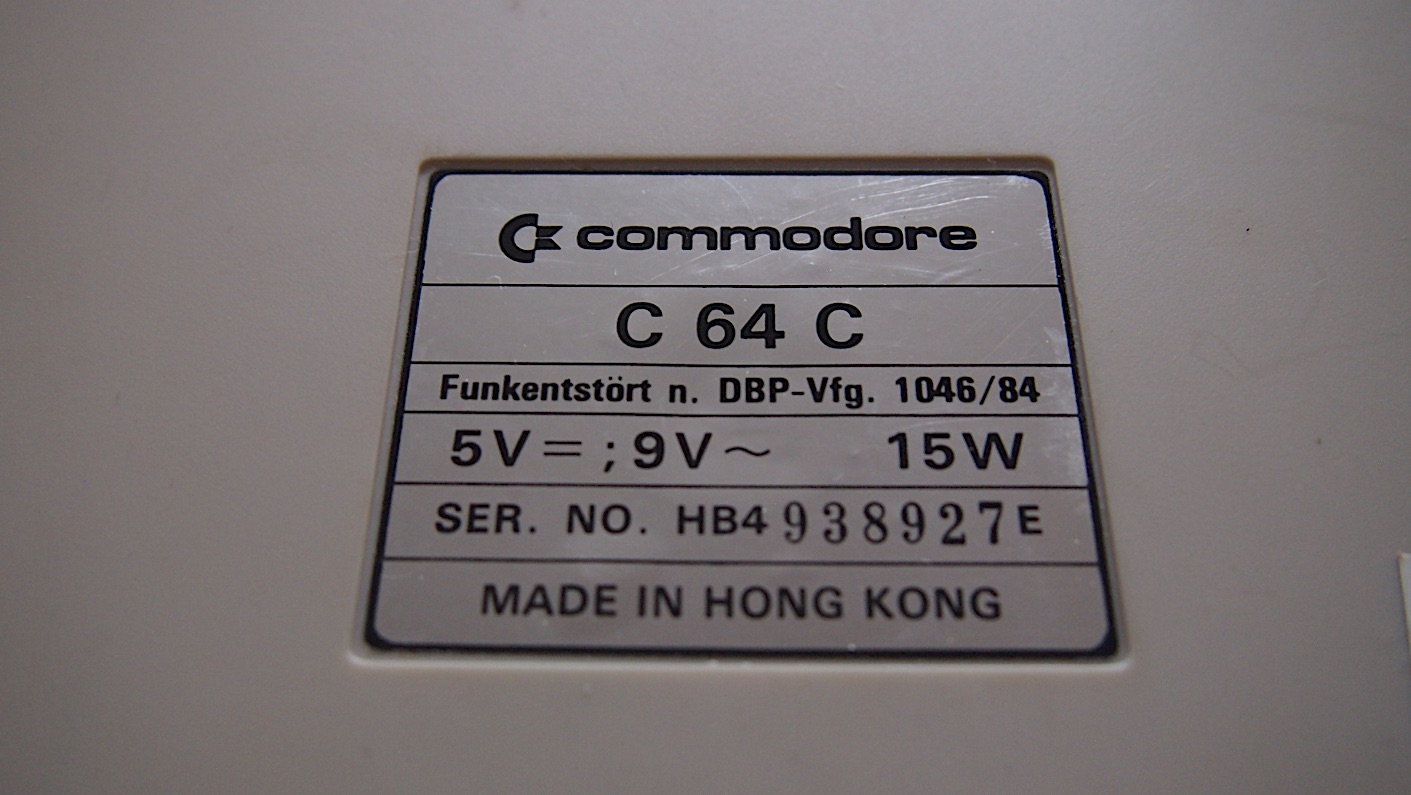 commodore
C 64 C
Funkentstört n. DBP-Vfg. 1046/84
5V= ; 9V~ 15W
SER. NO. HB4938927E
MADE IN HONG KONG